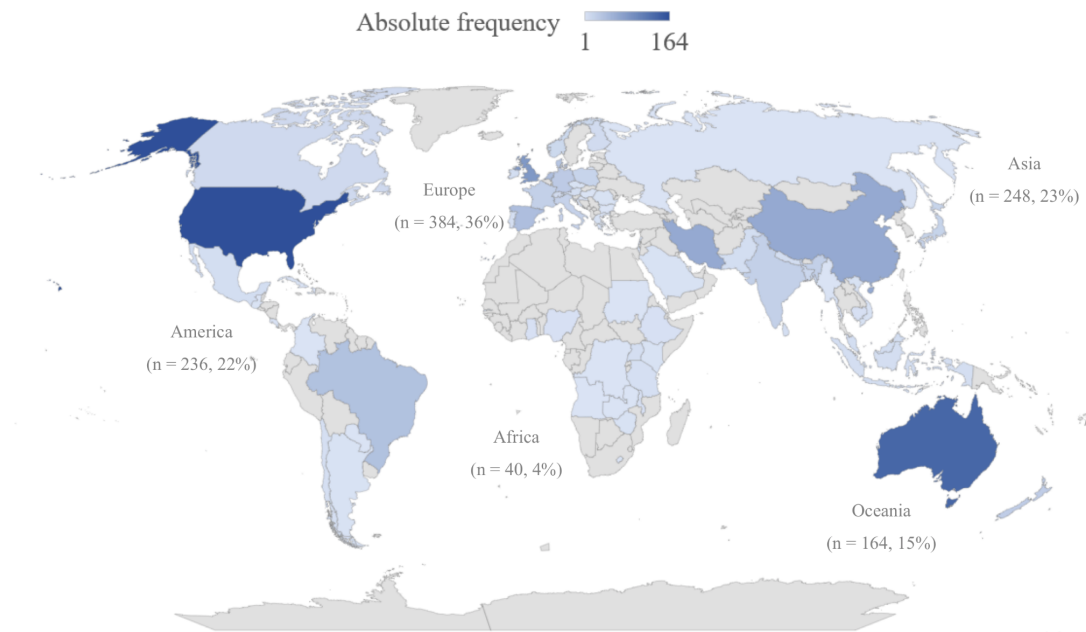 Absolute frequency
1 164
Asia
(n = 248, 23%)
Europe
(n = 384, 36%)
America
(n = 236, 22%)
Africa
(n = 40, 4%)
Oceania
(n = 164, 15%)